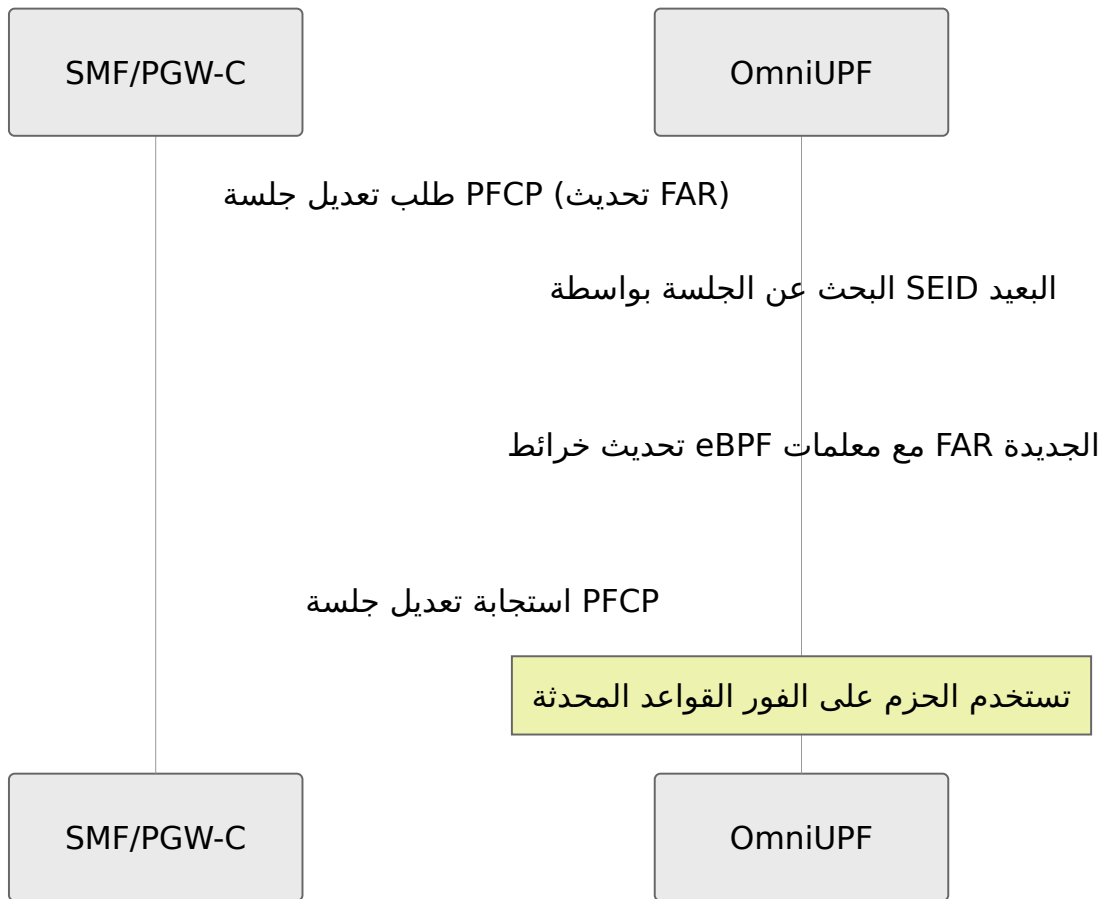 SMF/PGW-C
OmniUPF
طلب تعديل جلسة PFCP (تحديث FAR)
البحث عن الجلسة بواسطة SEID البعيد
تحديث خرائط eBPF مع معلمات FAR الجديدة
استجابة تعديل جلسة PFCP
تستخدم الحزم على الفور القواعد المحدثة
SMF/PGW-C
OmniUPF